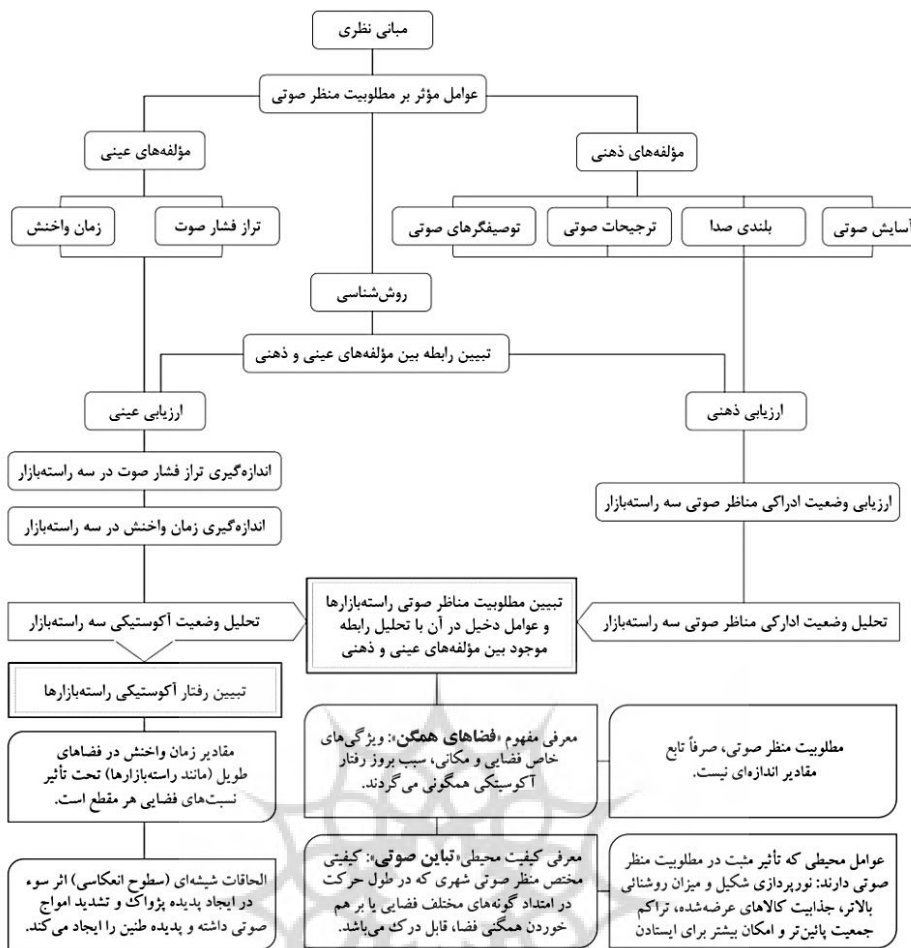 مبانی نظری
عوامل مؤثر بر مطلوبیت منظر صوتی
مؤلفه‌های ذهنی
مؤلفه‌های عینی
آسایش صوتی
بلندی صدا
ترجیحات صوتی
توصیفگرهای صوتی
تراز فشار صوت
زمان واخنش
روش‌شناسی
تبیین رابطه بین مؤلفه‌های عینی و ذهنی
ارزیابی ذهنی
ارزیابی عینی
اندازه‌گیری تراز فشار صوت در سه راسته‌بازار
ارزیابی وضعیت ادراکی مناظر صوتی سه راسته‌بازار
اندازه‌گیری زمان واخنش در سه راسته‌بازار
تحلیل وضعیت ادارکی مناظر صوتی سه راسته‌بازار
تبیین مطلوبیت مناظر صوتی راسته‌بازارها
و عوامل دخیل در آن با تحلیل رابطه
موجود بین مؤلفه‌های عینی و ذهنی
تحلیل وضعیت آکوستیکی سه راسته‌بازار
تبیین رفتار آکوستیکی راسته‌بازارها
مطلوبیت منظر صوتی، صرفاً تابع
مقادیر اندازه‌ای نیست.
معرفی مفهوم «فضاهای همگن»: ویژگی‌های
خاص فضایی و مکانی، سبب بروز رفتار
آکوستیکی همگونی می‌گردند.
مقادیر زمان واخنش در فضاهای
طویل (مانند راسته‌بازارها) تحت تأثیر
نسبت‌های فضایی هر مقطع است.
عوامل محیطی که تأثیر مثبت در مطلوبیت منظر
صوتی دارند: نورپردازی شکیل و میزان روشنائی
بالاتر، جذابیت کالاهای عرضه‌شده، تراکم
جمعیت پائین‌تر و امکان بیشتر برای ایستادن
معرفی کیفیت محیطی «تباین صوتی»: کیفیتی
مختص منظر صوتی شهری که در طول حرکت
در امتداد گونه‌های مختلف فضایی یا بر هم
خوردن همگنی فضا، قابل درک می‌باشد.
الحاقات شیشه‌ای (سطوح انعکاسی) اثر سوء
در ایجاد پدیده پژواک و تشدید امواج
صوتی داشته و پدیده طنین را ایجاد می‌کند.